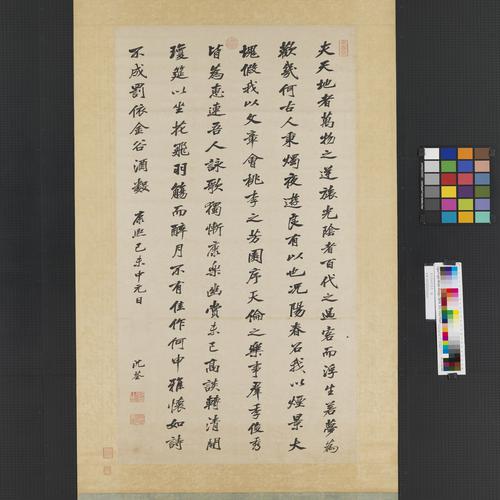 夫天地者萬物之逆旅光陰者百代之過客而浮生若夢為
歡幾何古人秉燭夜遊良有以也況陽春召我以煙景大
塊假我以文章會桃李之芳園序天倫之樂事群季俊秀
皆為惠連吾人詠歌獨慚康樂幽賞未已高談轉清開
瓊筵以坐花飛羽觴而醉月不有佳作何申雅懷如詩
不成罰依金谷酒數
康熙己未中元日
沈荃